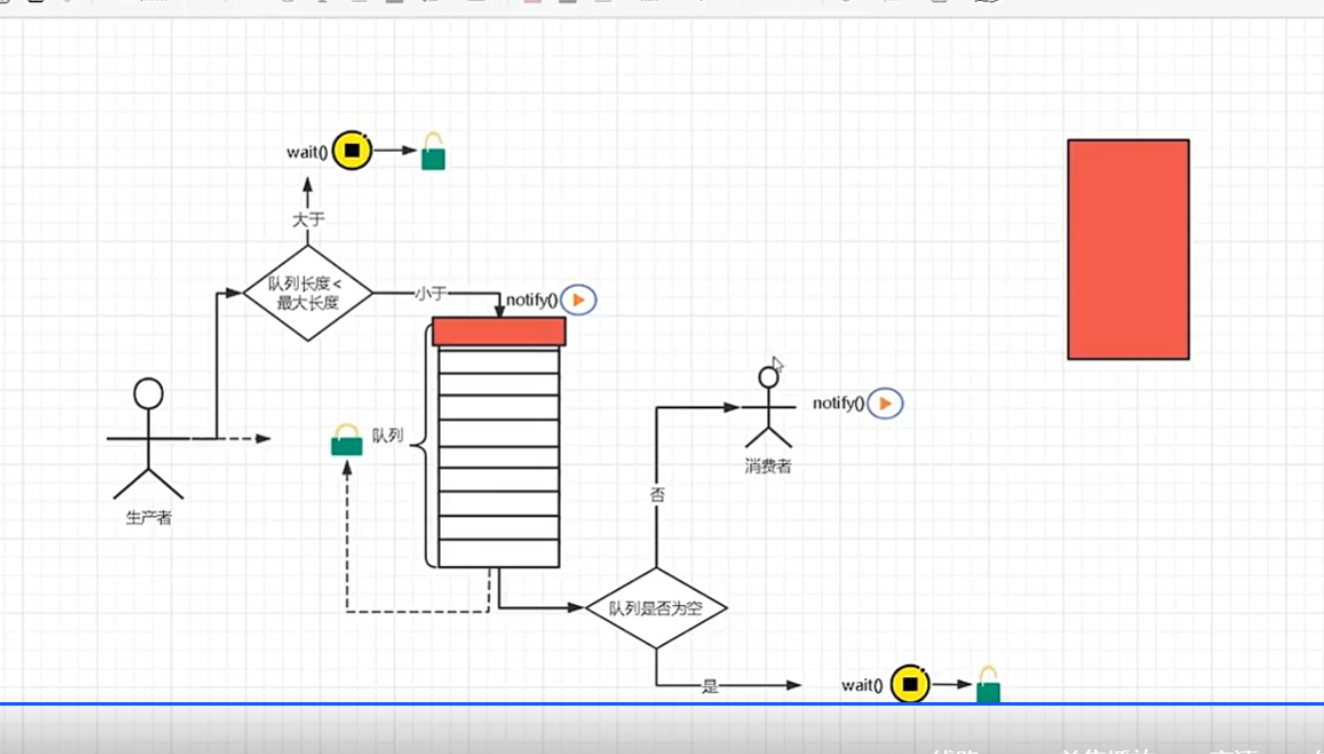 wait()
大于
队列长度<
最大长度
小于
notify()
队列
生产者
notify()
消费者
否
队列是否为空
是
wait()